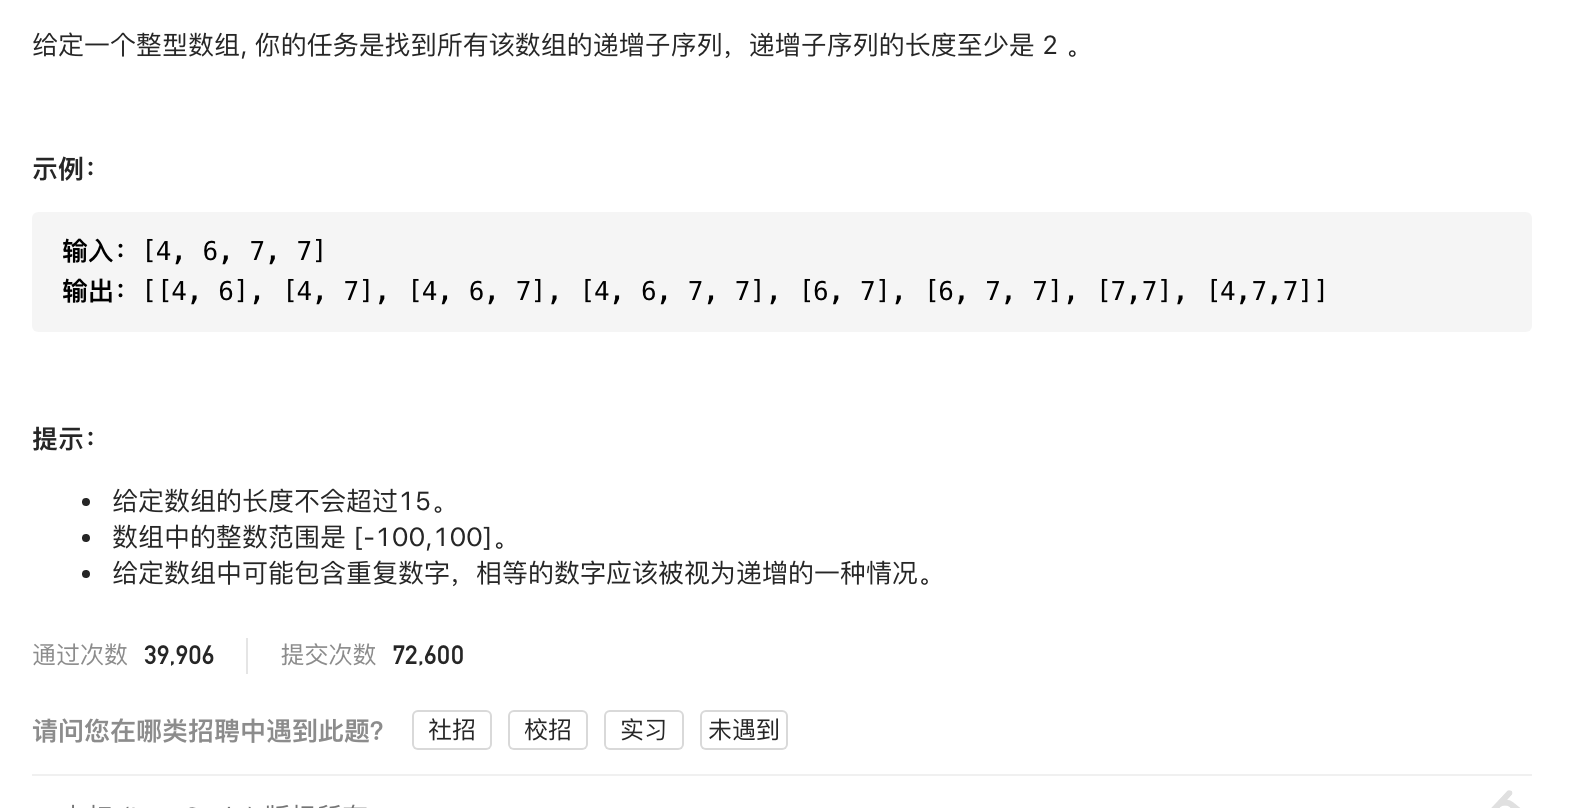 给定一个整型数组, 你的任务是找到所有该数组的递增子序列，递增子序列的长度至少是 2 。
示例：
输入：[4, 6, 7, 7]
输出：[[4, 6], [4, 7], [4, 6, 7], [4, 6, 7, 7], [6, 7], [6, 7, 7], [7,7], [4,7,7]]
提示：
给定数组的长度不会超过15。
数组中的整数范围是 [-100,100]。
给定数组中可能包含重复数字，相等的数字应该被视为递增的一种情况。
通过次数 39,906 提交次数 72,600
请问您在哪类招聘中遇到此题? 社招 校招 实习 未遇到